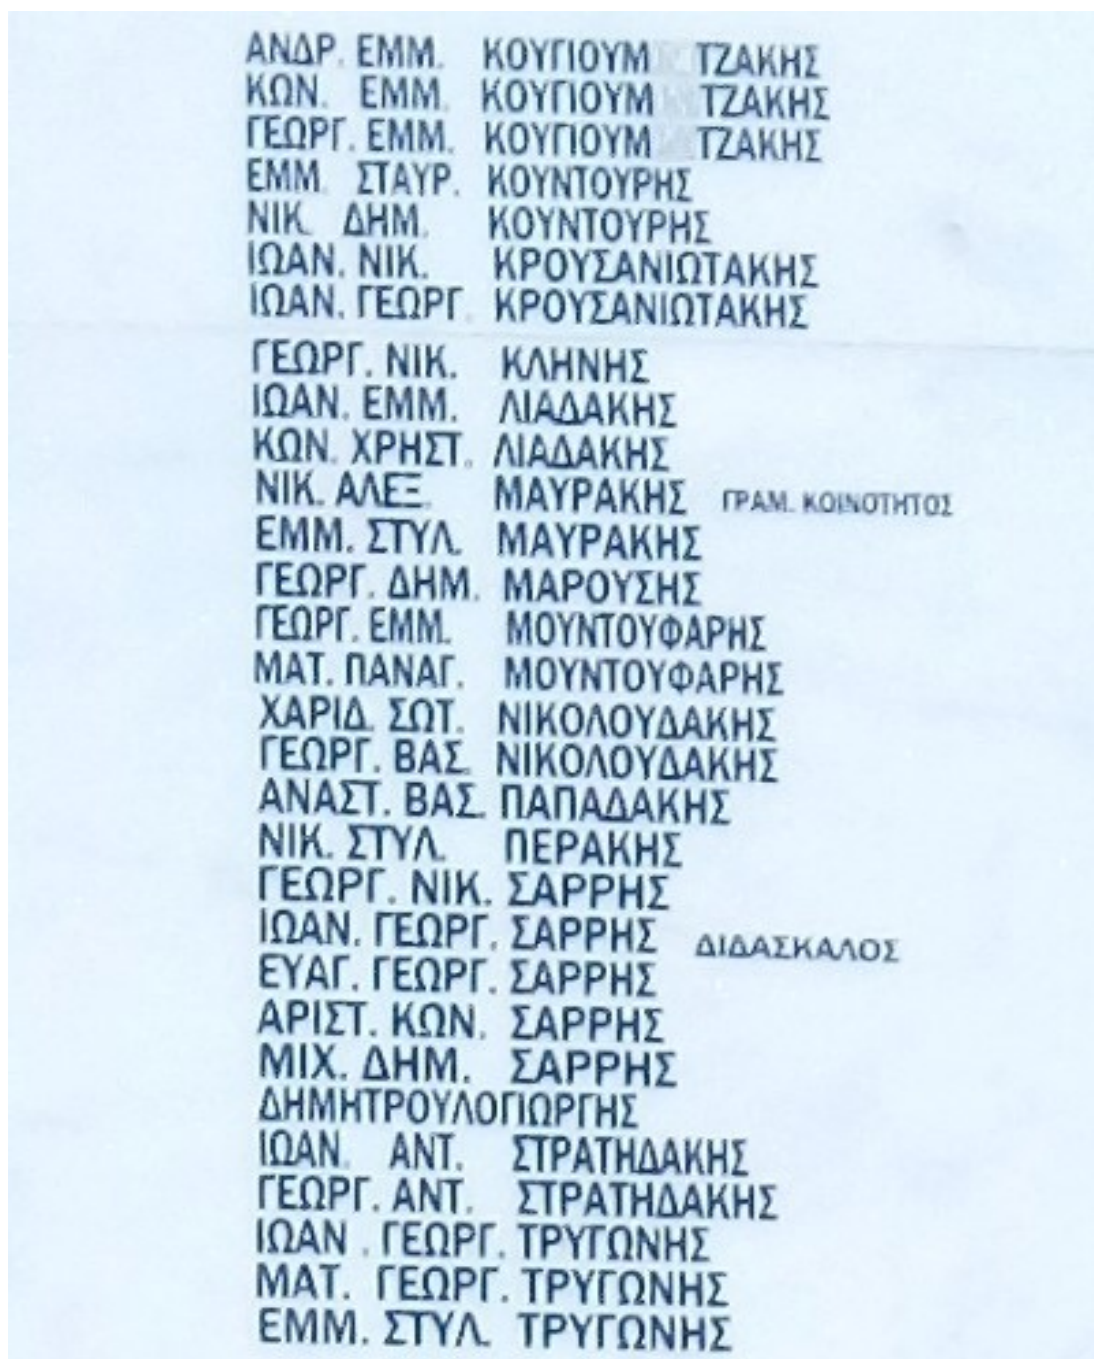 ΑΝΔΡ. ΕΜΜ. ΚΟΥΓΙΟΥΜ ΤΖΑΚΗΣ
ΚΩΝ. ΕΜΜ. ΚΟΥΓΙΟΥΜ ΤΖΑΚΗΣ
ΓΕΩΡΓ. ΕΜΜ. ΚΟΥΓΙΟΥΜ ΤΖΑΚΗΣ
ΕΜΜ. ΣΤΑΥΡ. ΚΟΥΝΤΟΥΡΗΣ
ΝΙΚ. ΔΗΜ. ΚΟΥΝΤΟΥΡΗΣ
ΙΩΑΝ. ΝΙΚ. ΚΡΟΥΣΑΝΙΩΤΑΚΗΣ
ΙΩΑΝ. ΓΕΩΡΓ. ΚΡΟΥΣΑΝΙΩΤΑΚΗΣ
ΓΕΩΡΓ. ΝΙΚ. ΚΛΗΝΗΣ
ΙΩΑΝ. ΕΜΜ. ΛΙΑΔΑΚΗΣ
ΚΩΝ. ΧΡΗΣΤ. ΛΙΑΔΑΚΗΣ
ΝΙΚ. ΑΛΕΞ. ΜΑΥΡΑΚΗΣ ΓΡΑΜ. ΚΟΙΝΟΤΗΤΟΣ
ΕΜΜ. ΣΤΥΛ. ΜΑΥΡΑΚΗΣ
ΓΕΩΡΓ. ΔΗΜ. ΜΑΡΟΥΣΗΣ
ΓΕΩΡΓ. ΕΜΜ. ΜΟΥΝΤΟΥΦΑΡΗΣ
ΜΑΤ. ΠΑΝΑΓ. ΜΟΥΝΤΟΥΦΑΡΗΣ
ΧΑΡΙΔ. ΣΩΤ. ΝΙΚΟΛΟΥΔΑΚΗΣ
ΓΕΩΡΓ. ΒΑΣ. ΝΙΚΟΛΟΥΔΑΚΗΣ
ΑΝΑΣΤ. ΒΑΣ. ΠΑΠΑΔΑΚΗΣ
ΝΙΚ. ΣΤΥΛ. ΠΕΡΑΚΗΣ
ΓΕΩΡΓ. ΝΙΚ. ΣΑΡΡΗΣ
ΙΩΑΝ. ΓΕΩΡΓ. ΣΑΡΡΗΣ ΔΙΔΑΣΚΑΛΟΣ
ΕΥΑΓ. ΓΕΩΡΓ. ΣΑΡΡΗΣ
ΑΡΙΣΤ. ΚΩΝ. ΣΑΡΡΗΣ
ΜΙΧ. ΔΗΜ. ΣΑΡΡΗΣ
ΔΗΜΗΤΡΟΥΛΟΓΙΩΡΓΗΣ
ΙΩΑΝ. ΑΝΤ. ΣΤΡΑΤΗΔΑΚΗΣ
ΓΕΩΡΓ. ΑΝΤ. ΣΤΡΑΤΗΔΑΚΗΣ
ΙΩΑΝ . ΓΕΩΡΓ. ΤΡΥΓΩΝΗΣ
ΜΑΤ. ΓΕΩΡΓ. ΤΡΥΓΩΝΗΣ
ΕΜΜ. ΣΤΥΛ. ΤΡΥΓΩΝΗΣ